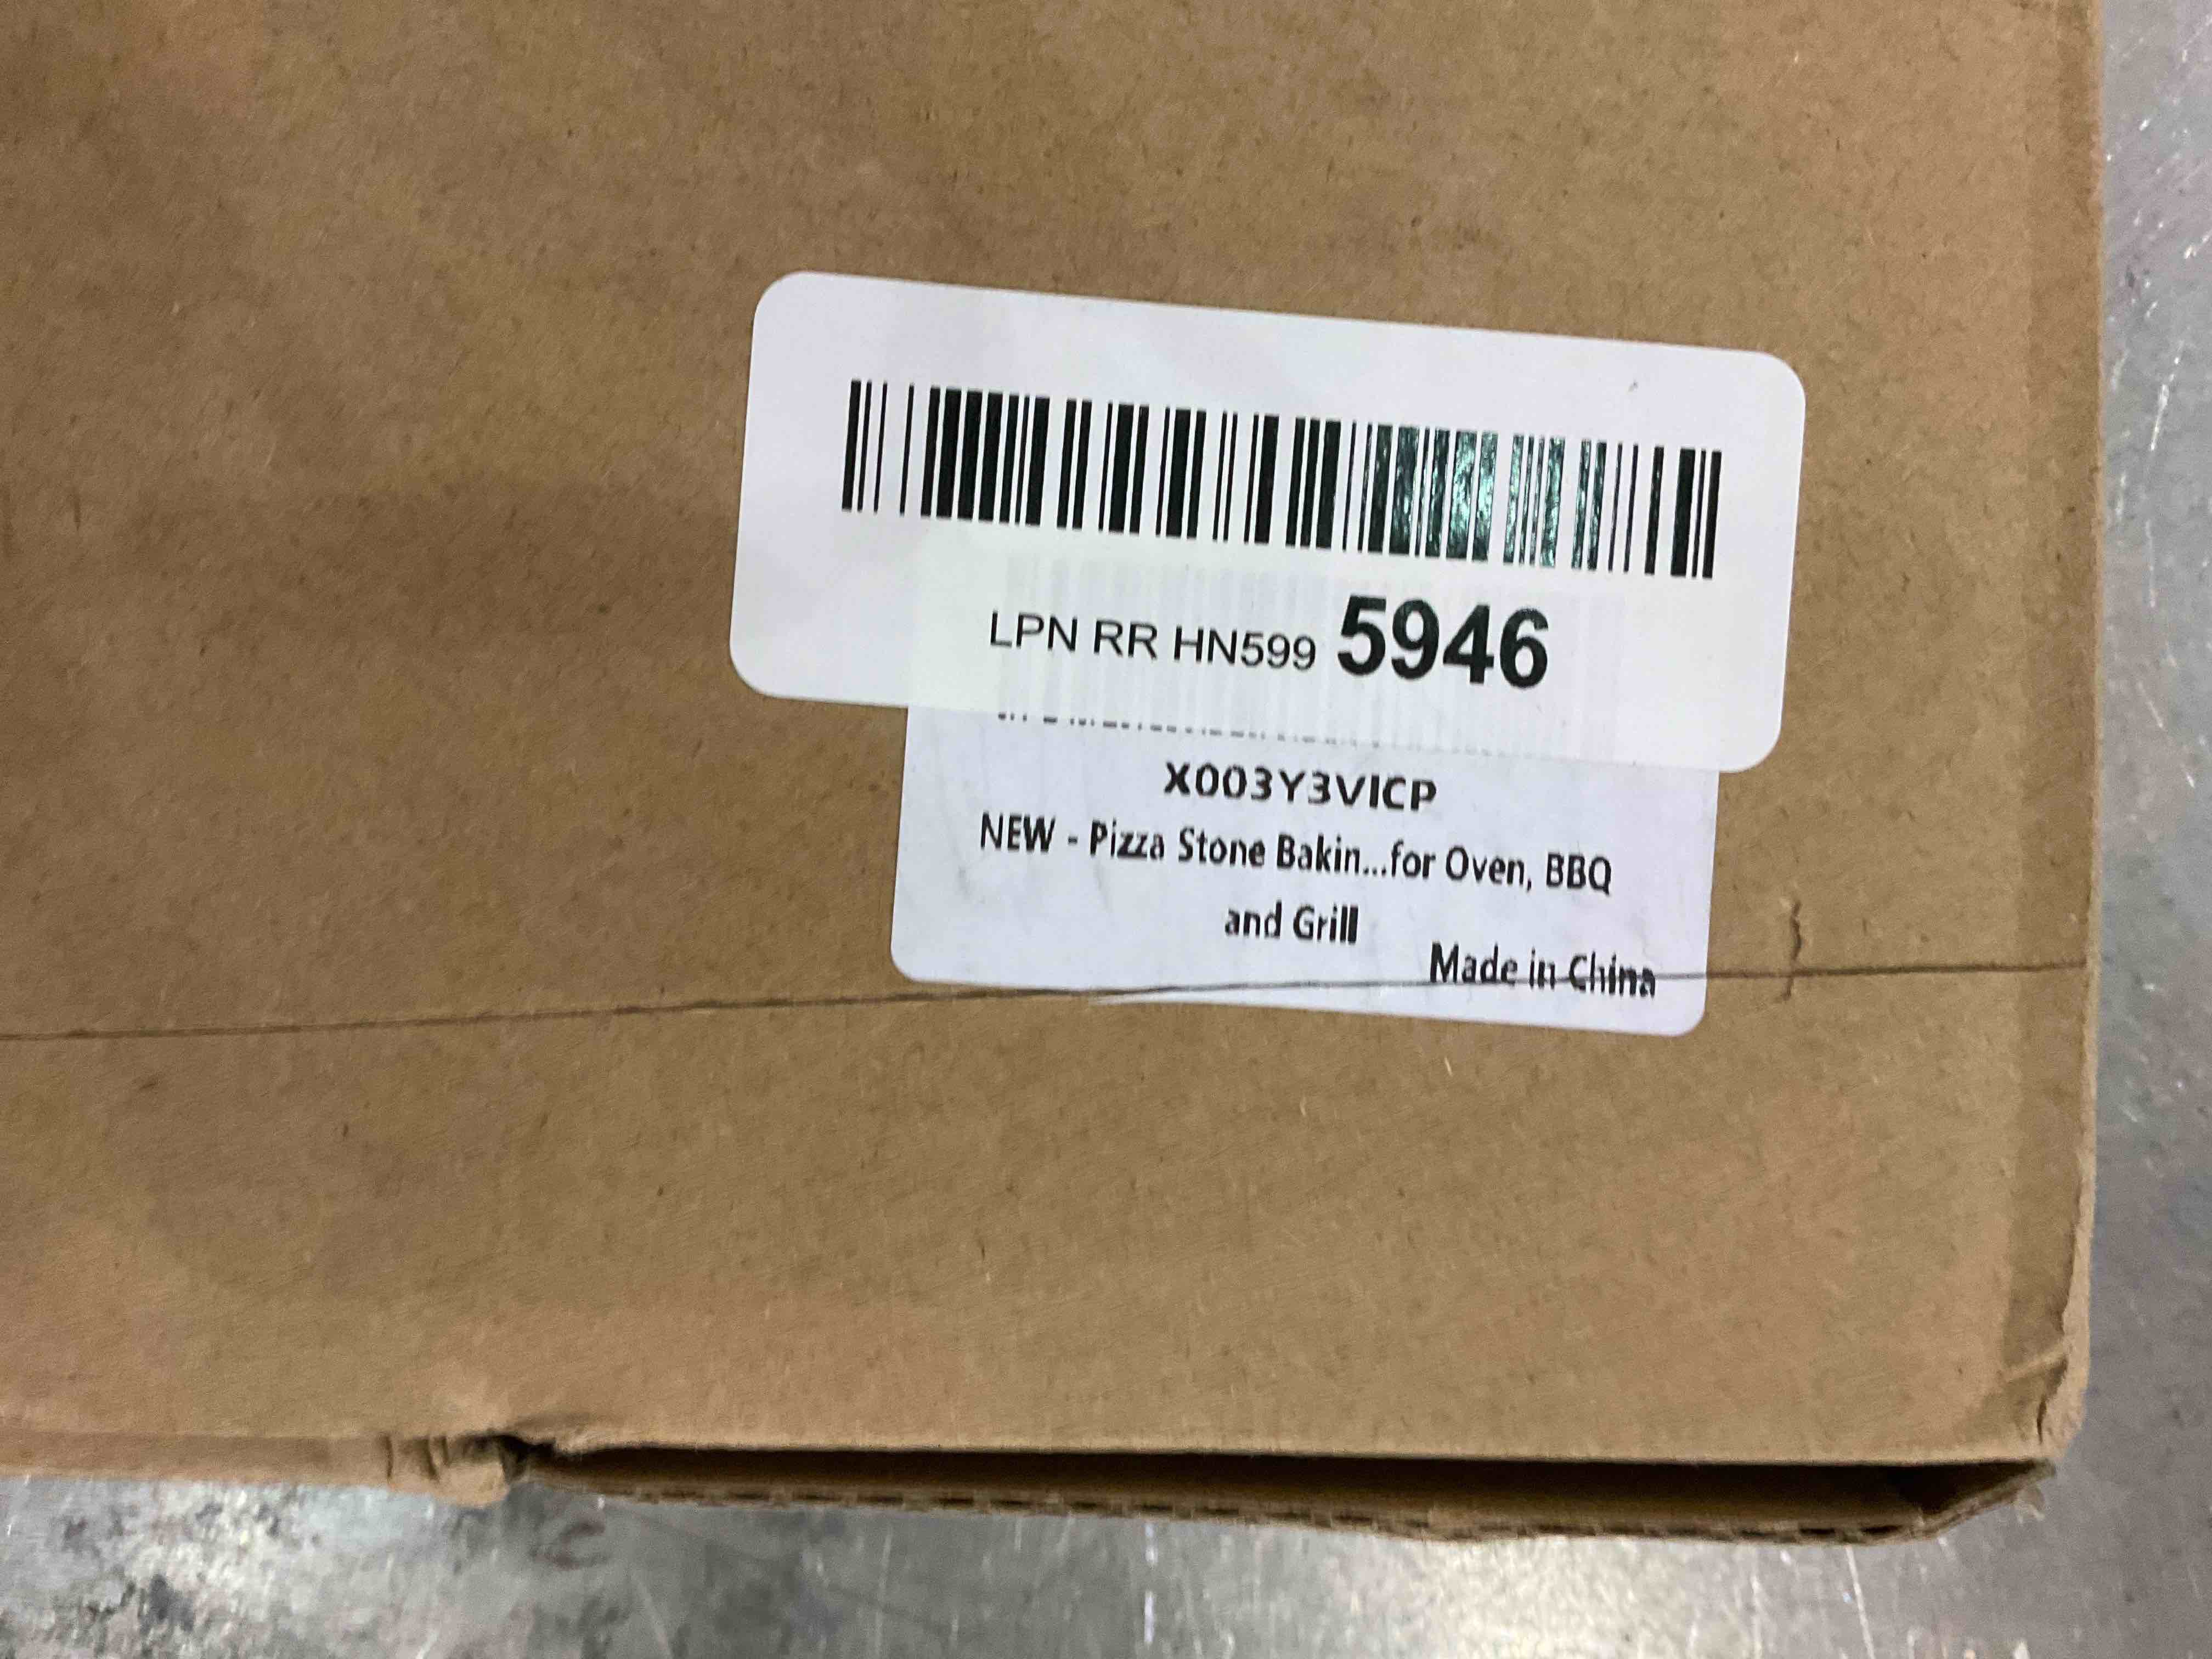 LPN RR HN599 5946
X003Y3VICP
NEW - Pizza Stone Bakin...for Oven, BBQ
and Grill
Made in China